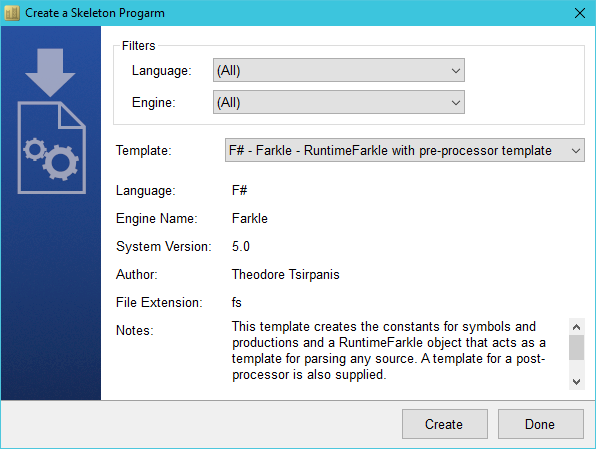 Create a Skeleton Progarm
Filters
Language: (All)
Engine: (All)
Template: F# - Farkle - RuntimeFarkle with pre-processor template
Language: F#
Engine Name: Farkle
System Version: 5.0
Author: Theodore Tsirpanis
File Extension: fs
Notes: This template creates the constants for symbols and
productions and a RuntimeFarkle object that acts as a
template for parsing any source. A template for a post-
processor is also supplied.
Create Done